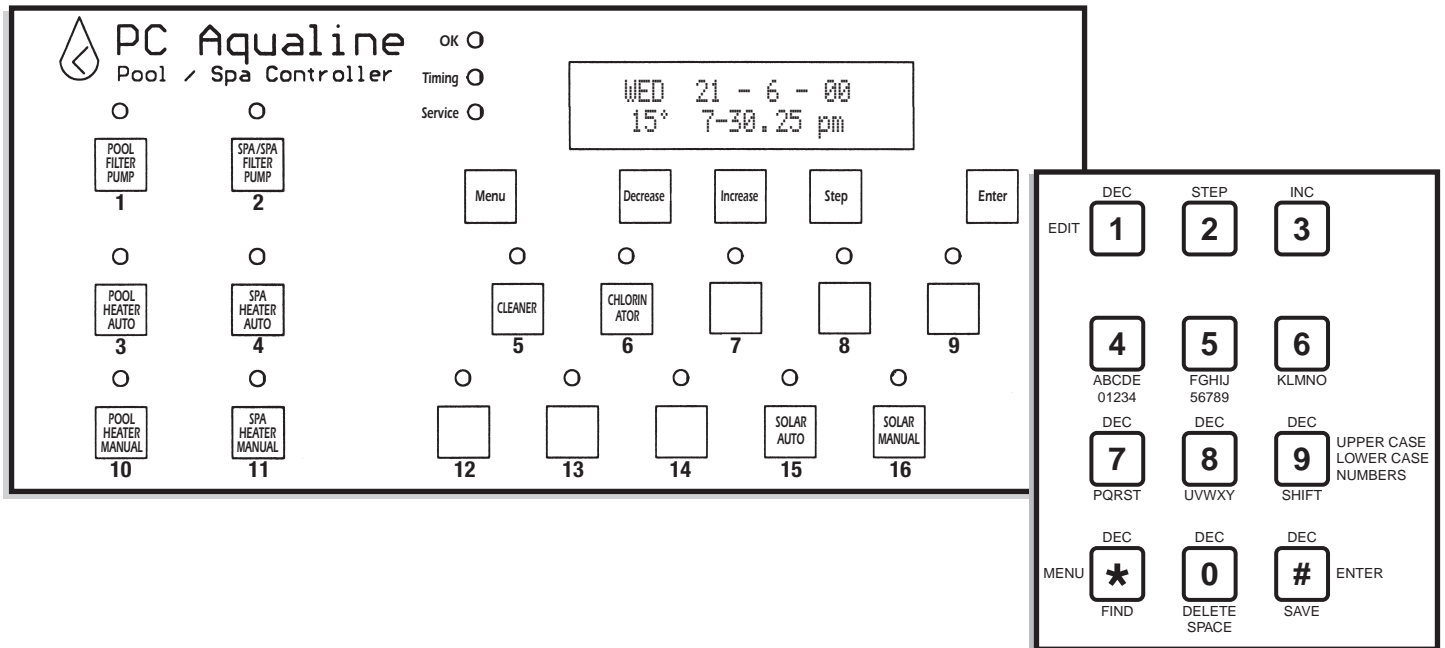 PC Aqualine
Pool / Spa Controller
OK
Timing
Service
WED 21 - 6 - 00
15° 7-30.25 pm
POOL
FILTER
PUMP
1
SPA/SPA
FILTER
PUMP
2
Menu
Decrease
Increase
Step
Enter
POOL
HEATER
AUTO
3
SPA
HEATER
AUTO
4
CLEANER
5
CHLORIN
ATOR
6
7
8
9
POOL
HEATER
MANUAL
10
SPA
HEATER
MANUAL
11
12
13
14
SOLAR
AUTO
15
SOLAR
MANUAL
16
DEC
STEP
INC
EDIT
1
2
3
4
5
6
ABCDE
01234
FGHIJ
56789
KLMNO
DEC
DEC
DEC
7
8
9
UPPER CASE
LOWER CASE
NUMBERS
PQRST
UVWXY
SHIFT
DEC
DEC
DEC
MENU
*
0
#
ENTER
FIND
DELETE
SPACE
SAVE